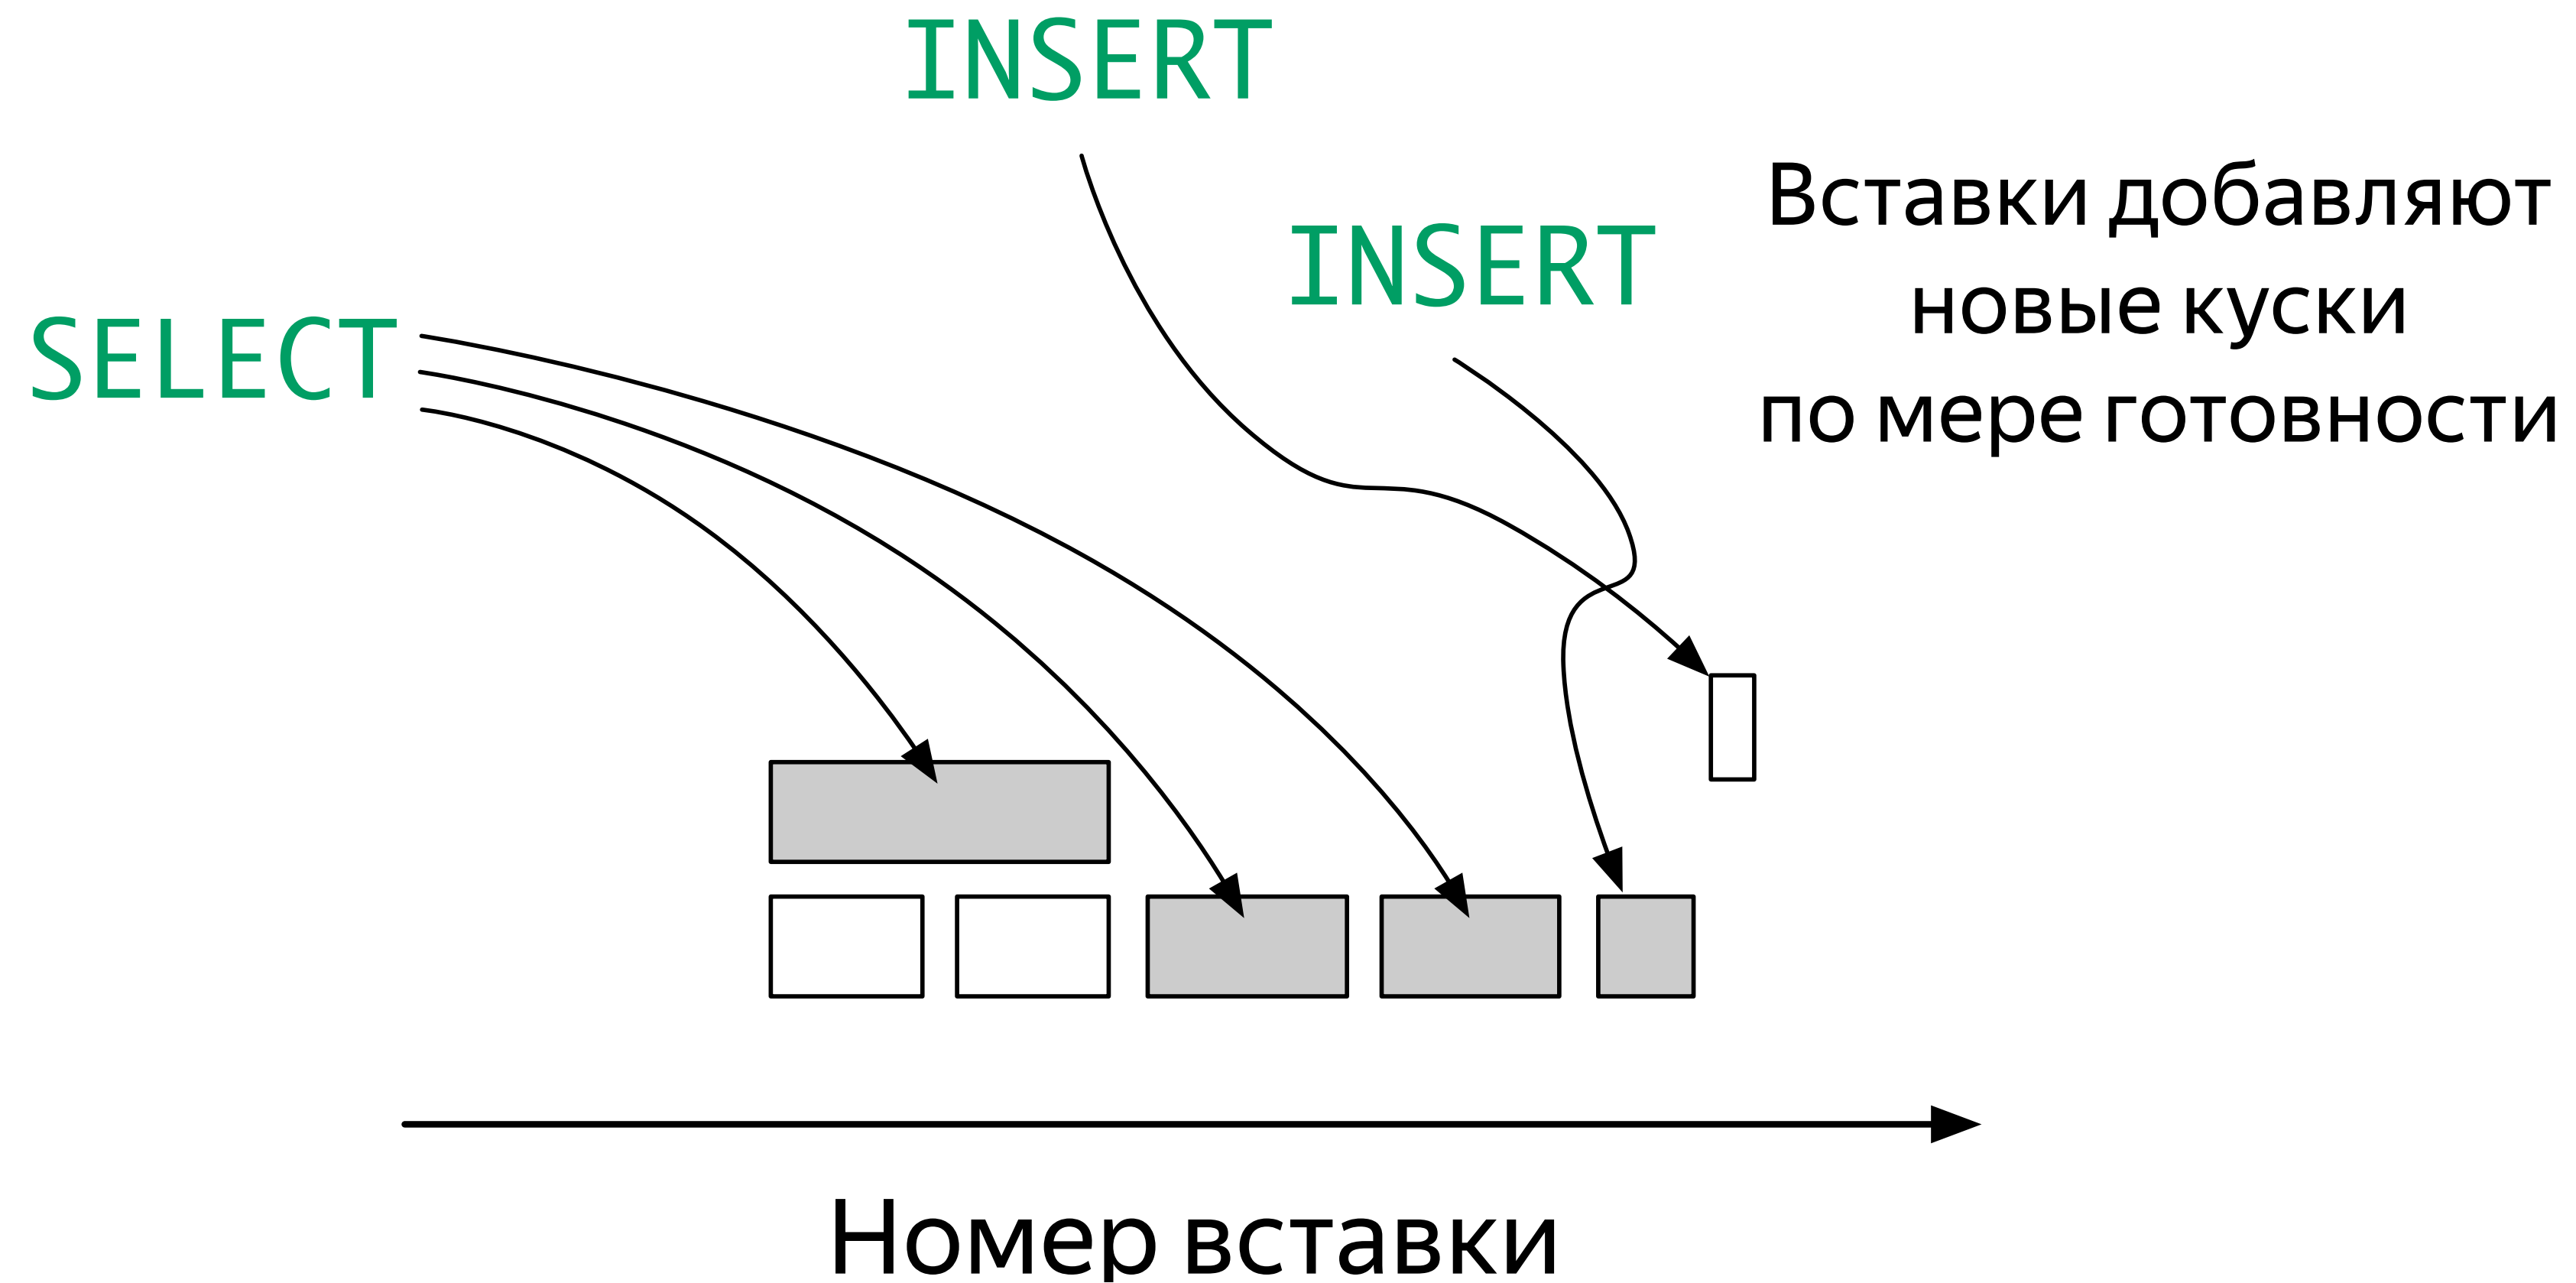 INSERT
INSERT
SELECT
Вставки добавляют
новые куски
по мере готовности
Номер вставки